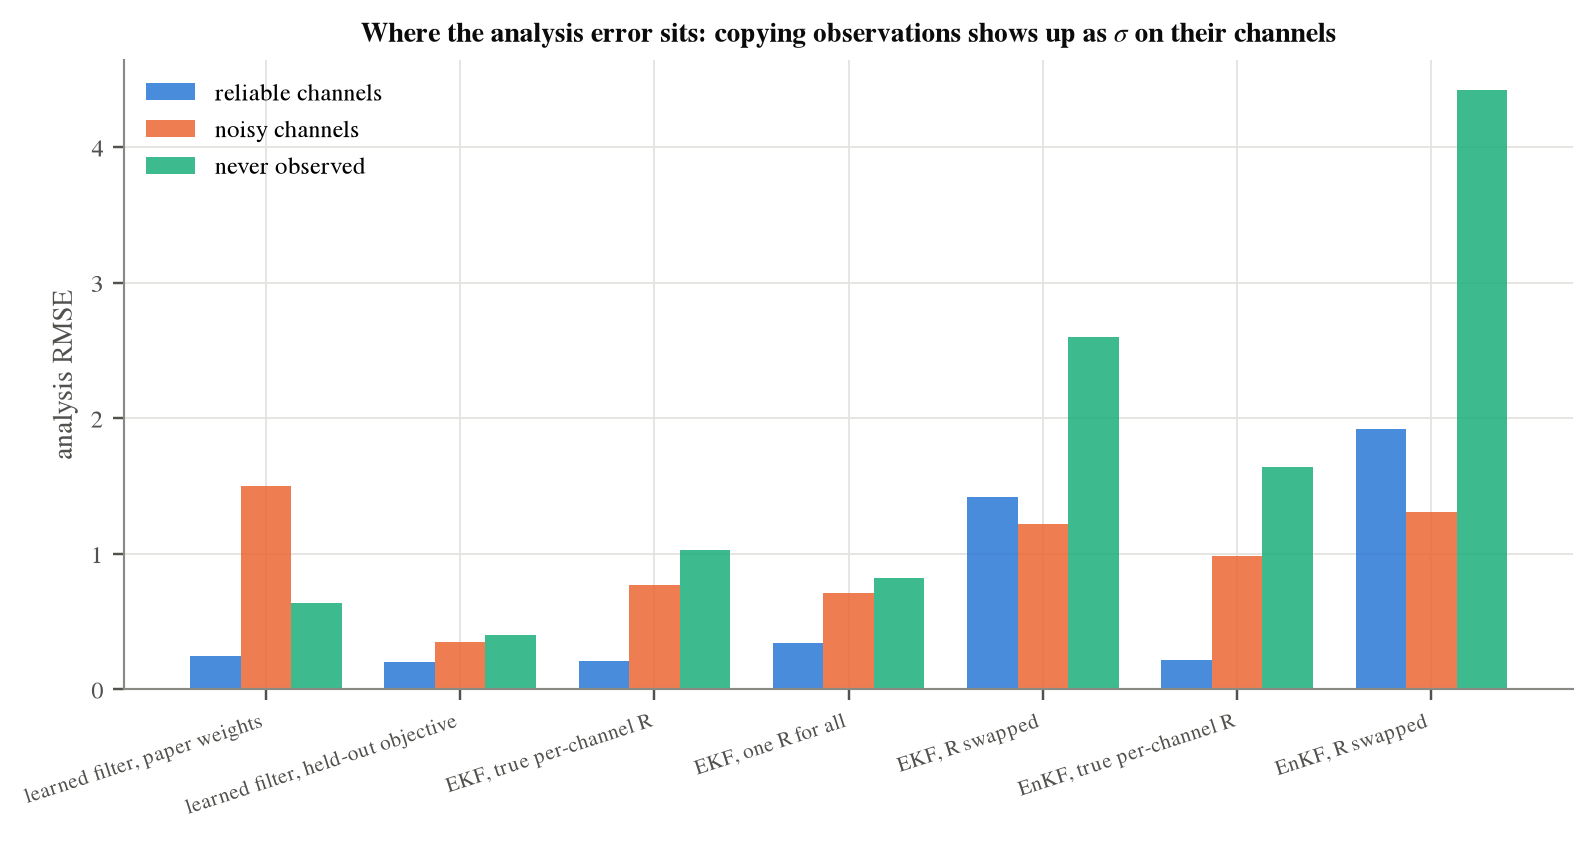 Where the analysis error sits: copying observations shows up as σ on their channels
reliable channels
noisy channels
never observed
analysis RMSE
4
3
2
1
0
learned filter, paper weights
learned filter, held-out objective
EKF, true per-channel R
EKF, one R for all
EKF, R swapped
EnKF, true per-channel R
EnKF, R swapped